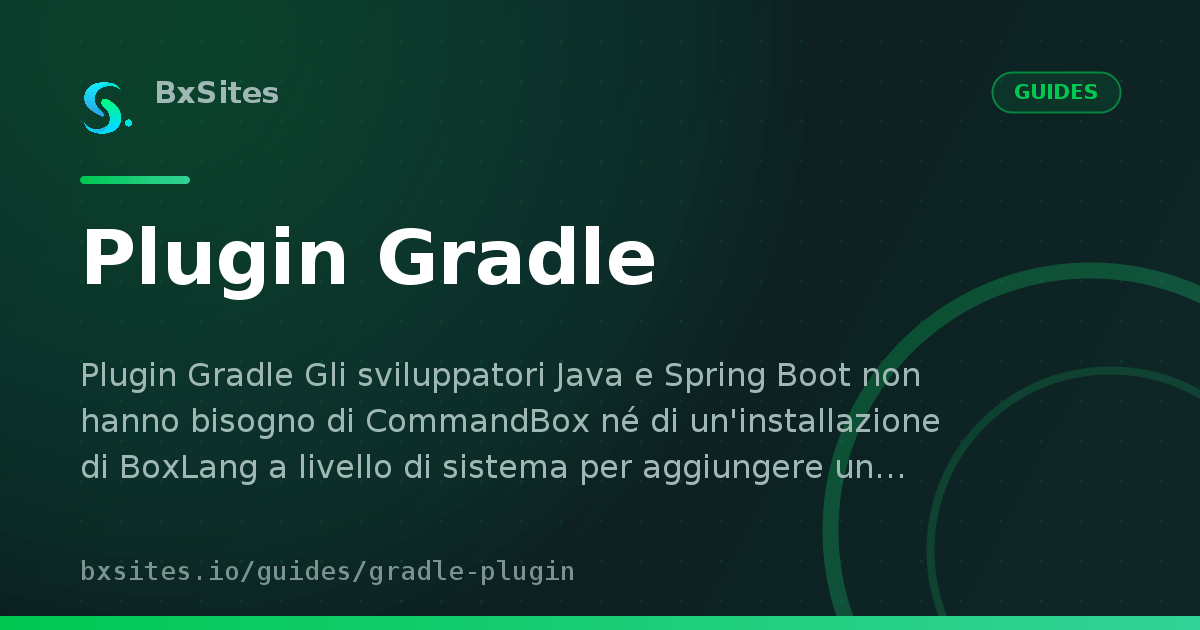 BxSites
GUIDES
Plugin Gradle
Plugin Gradle Gli sviluppatori Java e Spring Boot non
hanno bisogno di CommandBox né di un'installazione
di BoxLang a livello di sistema per aggiungere un…
bxsites.io/guides/gradle-plugin